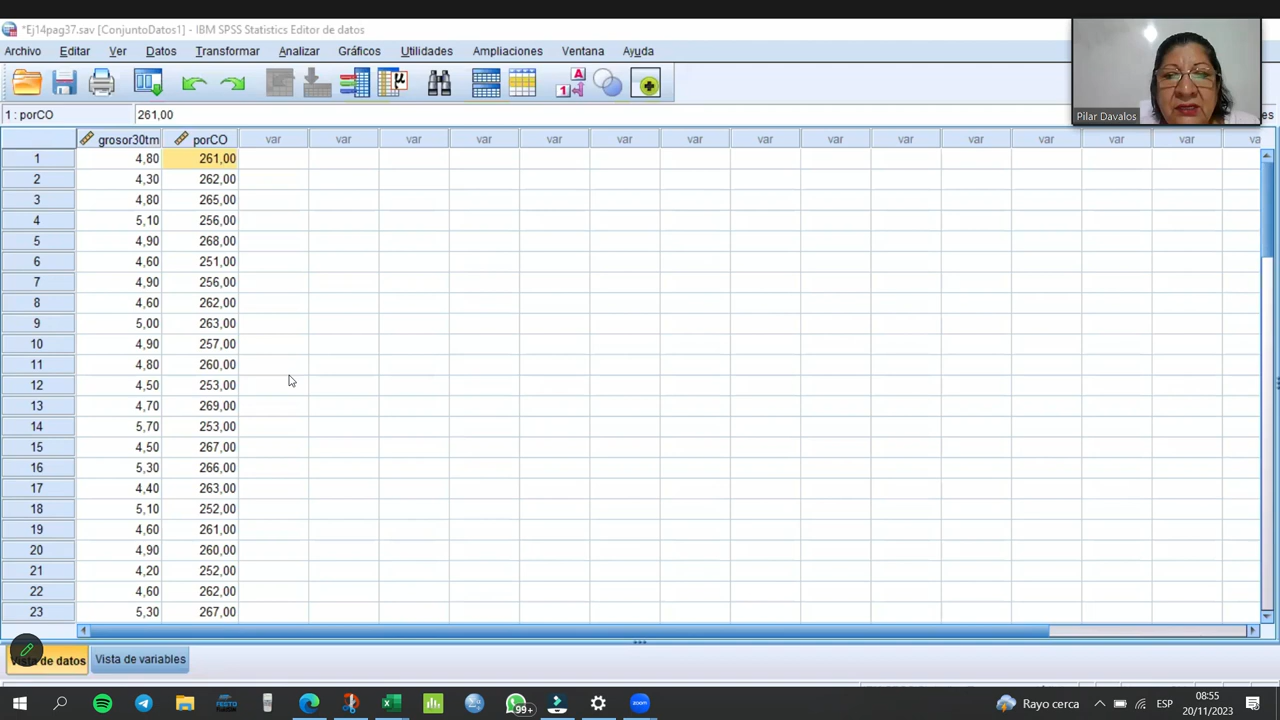 *Ej14pag37.sav [ConjuntoDatos1] - IBM SPSS Statistics Editor de datos
Archivo Editar Ver Datos Transformar Analizar Gráficos Utilidades Ampliaciones Ventana Ayuda
Pilar Davalos
1 : porCO 261,00
grosor30tm porCO var var var var var var var var var var var var var var
1 4,80 261,00
2 4,30 262,00
3 4,80 265,00
4 5,10 256,00
5 4,90 268,00
6 4,60 251,00
7 4,90 256,00
8 4,60 262,00
9 5,00 263,00
10 4,90 257,00
11 4,80 260,00
12 4,50 253,00
13 4,70 269,00
14 5,70 253,00
15 4,50 267,00
16 5,30 266,00
17 4,40 263,00
18 5,10 252,00
19 4,60 261,00
20 4,90 260,00
21 4,20 252,00
22 4,60 262,00
23 5,30 267,00
Vista de datos Vista de variables
FESTO
99+
zoom
Rayo cerca
ESP
08:55
20/11/2023